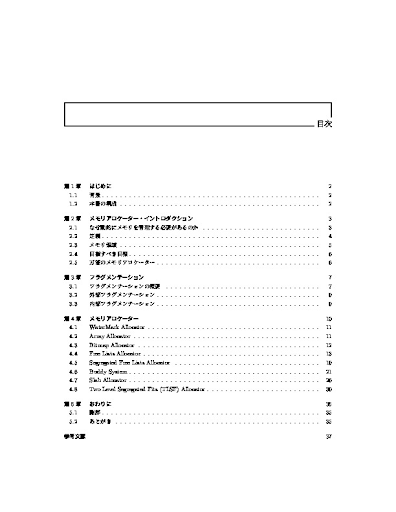 目次
第1章 はじめに 2
1.1 背景 2
1.2 本書の構成 2
第2章 メモリアロケーター・イントロダクション 3
2.1 なぜ動的にメモリを管理する必要があるのか 3
2.2 定義 4
2.3 メモリ 5
2.4 目指すべき目標 6
2.5 万能のメモリアロケーター 6
第3章 フラグメンテーション 7
3.1 フラグメンテーションの概要 7
3.2 外部フラグメンテーション 9
3.3 内部フラグメンテーション 9
第4章 メモリアロケーター 10
4.1 WaterMark Allocator 11
4.2 Array Allocator 11
4.3 Bitmap Allocator 12
4.4 Free Lists Allocator 13
4.5 Segregated Free Lists Allocator 19
4.6 Buddy System 21
4.7 Slab Allocator 26
4.8 Two Level Segregated Fits (TLSF) Allocator 30
第5章 おわりに 35
5.1 謝辞 35
5.2 あとがき 35
参考文献 37